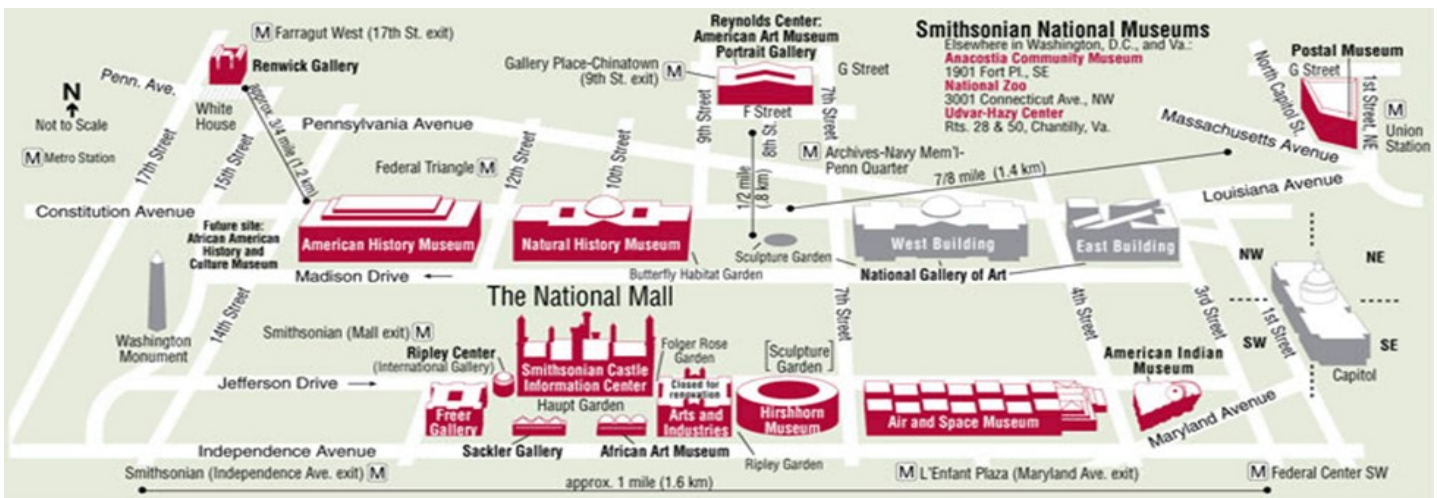 Farragut West (17th St. exit)
Renwick Gallery
Penn. Ave.
White
House
N
Not to Scale
M Metro Station
approx. 3/4 mile (1.2 km)
17th Street
15th Street
Pennsylvania Avenue
Reynolds Center:
American Art Museum
Portrait Gallery
Gallery Place-Chinatown
(9th St. exit) M
G Street
F Street
9th Street
8th St.
7th Street
Smithsonian National Museums
Elsewhere in Washington, D.C., and Va.:
Anacostia Community Museum
1901 Fort Pl., SE
National Zoo
3001 Connecticut Ave., NW
Udvar-Hazy Center
Rts. 28 & 50, Chantilly, Va.
Postal Museum
G Street
North Capitol St.
1st Street, NE
M
Union
Station
Massachusetts Avenue
Louisiana Avenue
Federal Triangle M
12th Street
10th Street
M Archives-Navy Mem'l-
Penn Quarter
1/2 mile
(.8 km)
7/8 mile (1.4 km)
Constitution Avenue
Future site:
African American
History and
Culture Museum
American History Museum
Natural History Museum
Butterfly Habitat Garden
Sculpture Garden
West Building
East Building
National Gallery of Art
Madison Drive
Washington
Monument
14th Street
The National Mall
7th Street
4th Street
3rd Street
1st Street
NW
NE
SW
SE
Capitol
Smithsonian (Mall exit) M
Ripley Center
(International Gallery)
Smithsonian Castle
Information Center
Folger Rose
Garden
Closed for
renovation
[Sculpture
Garden]
American Indian
Museum
Jefferson Drive
Freer
Gallery
Haupt Garden
Arts and
Industries
Hirshhorn
Museum
Air and Space Museum
Maryland Avenue
Sackler Gallery
African Art Museum
Ripley Garden
Independence Avenue
Smithsonian (Independence Ave. exit) M
M L'Enfant Plaza (Maryland Ave. exit)
M Federal Center SW
approx. 1 mile (1.6 km)